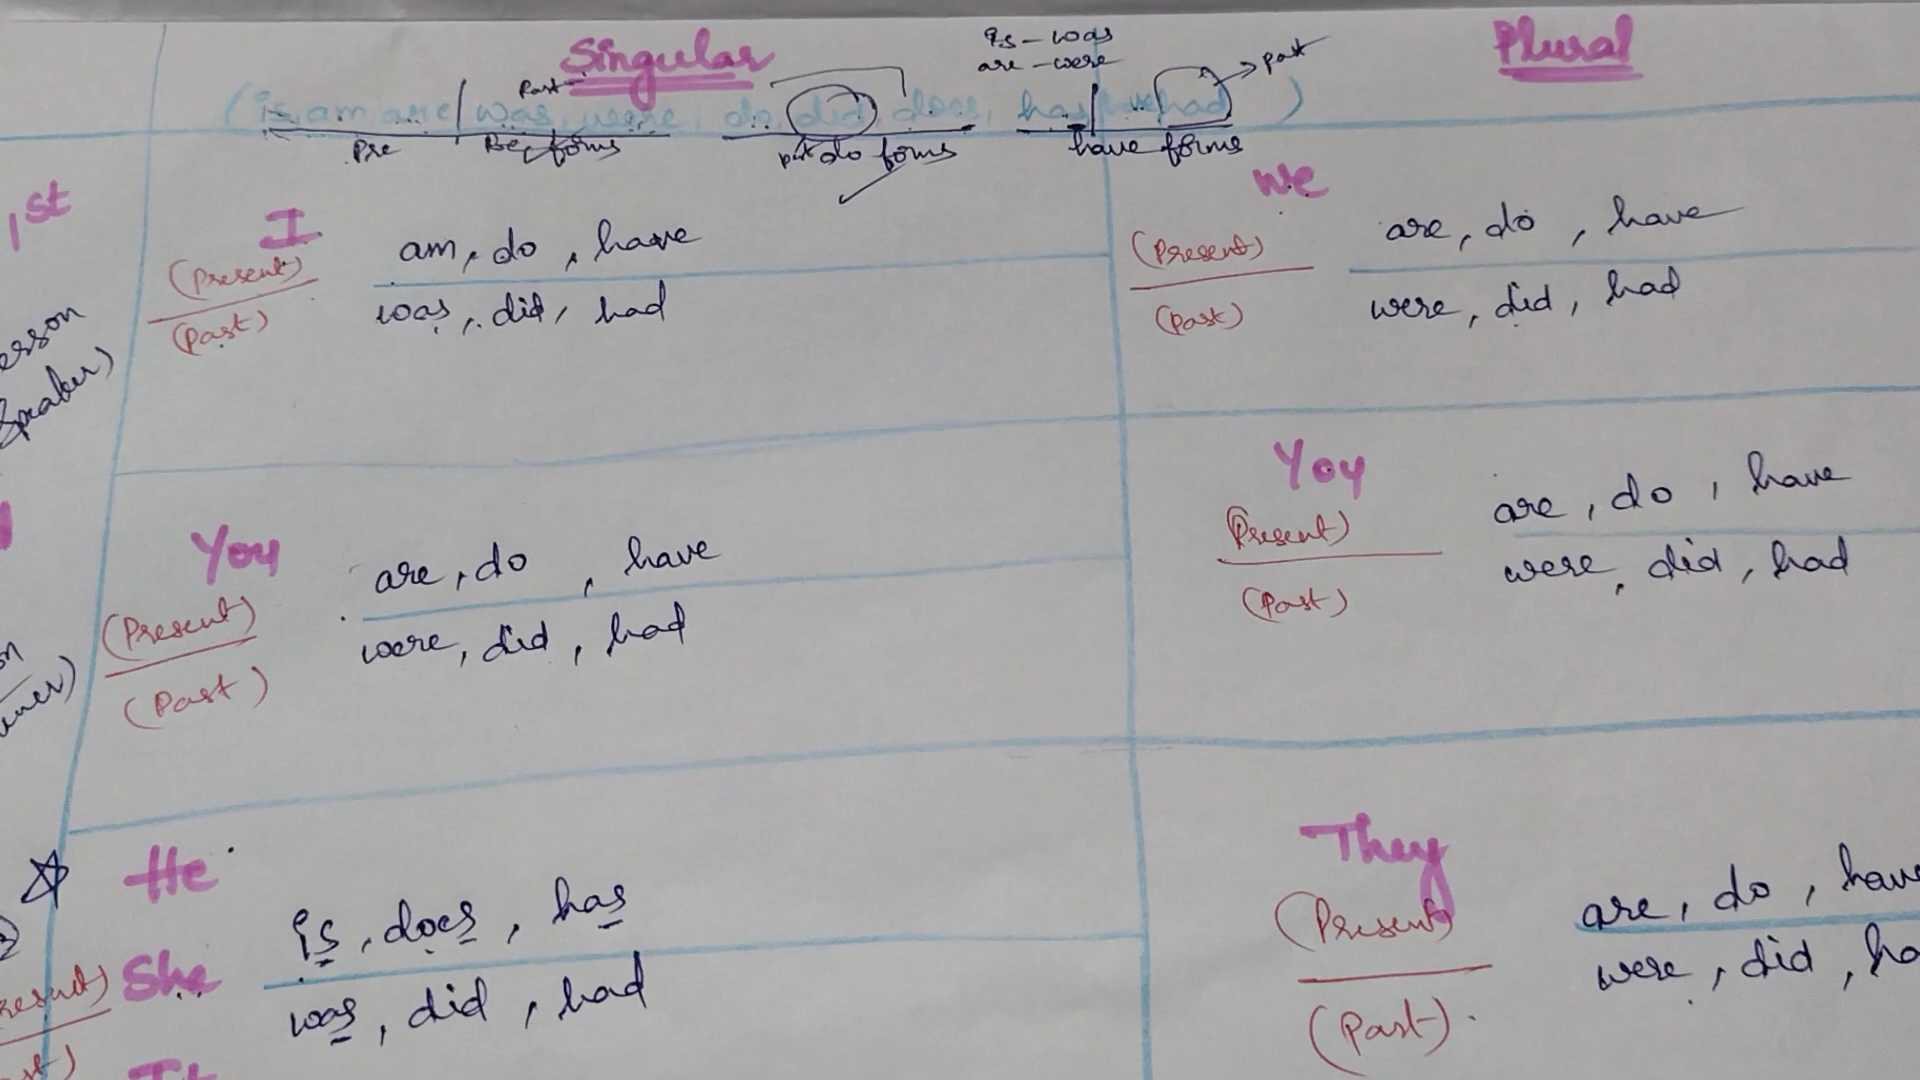 Singular
Plural
is - was
are - were
past
Past
(is am are / was, were, do, did, does, has, have had )
Pre
Be forms
past do forms
have forms
1st
I
am, do, have
(Present)
(Past)
was, did, had
We
are, do, have
(Present)
(Past)
were, did, had
Speaker)
You
are, do, have
(Present)
(Past)
were, did, had
You
are, do, have
(Present)
(Past)
were, did, had
He
She
is, does, has
was, did, had
They
are, do, have
(Present)
(Past)
were, did, ha